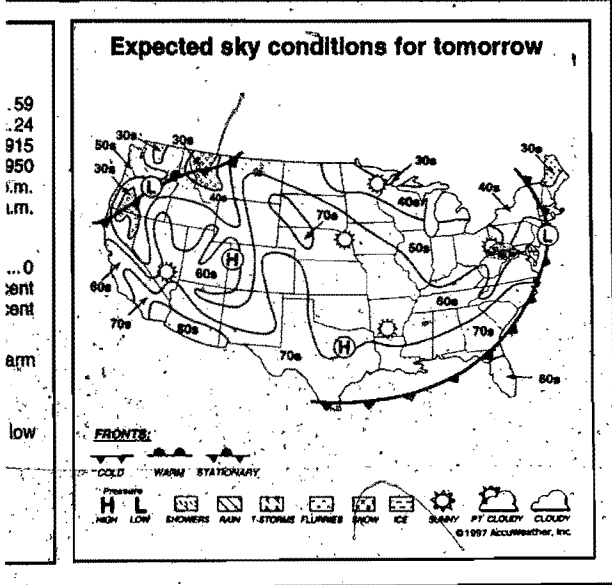 .59
.24
915
950
.m.
.m.
... 0
cent
cent
arm
low
Expected sky conditions for tomorrow
30s 30s 30s 30s
50s
30s L 40s 40s
40s
70s 50s L
H 60s
60s 60s
70s 80s 70s
70s H
80s
FRONTS:
COLD WARM STATIONARY
Pressure
H L
HIGH LOW SHOWERS RAIN T-STORMS FLURRIES SNOW ICE SUNNY PT CLOUDY CLOUDY
©1997 AccuWeather, Inc.